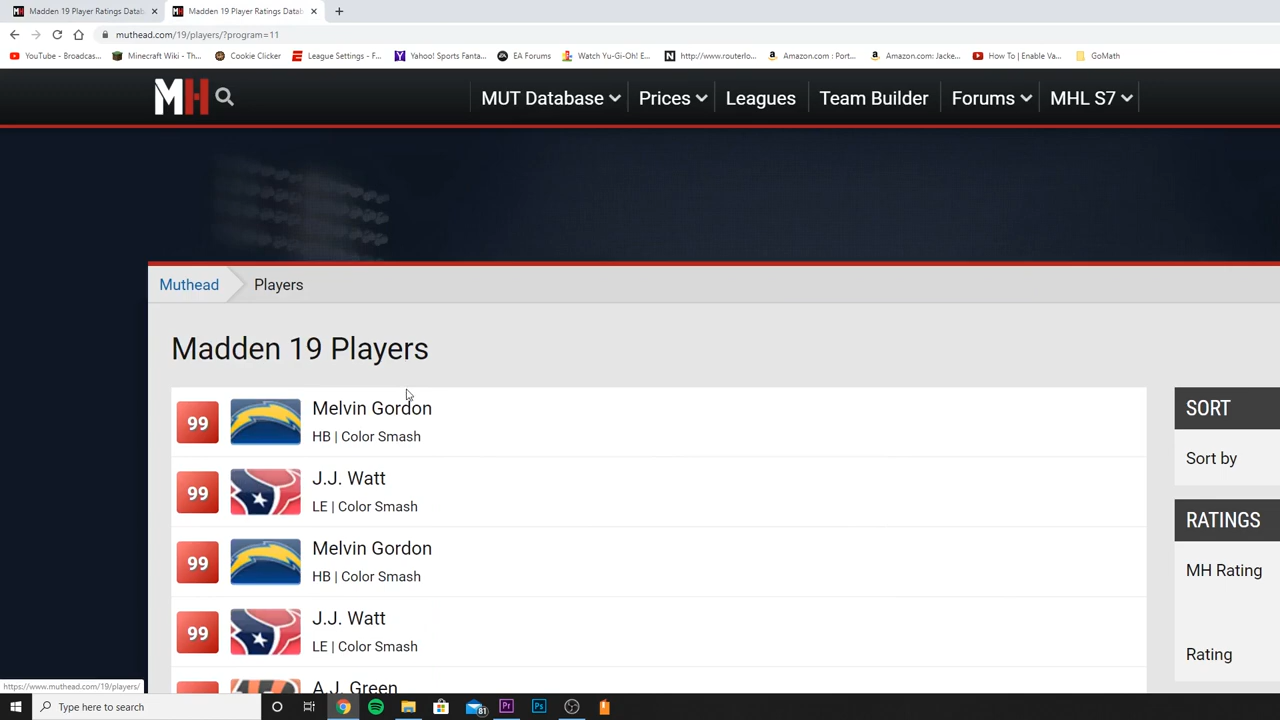 Madden 19 Player Ratings Datab
Madden 19 Player Ratings Datab
muthead.com/19/players/?program=11
YouTube - Broadcas...
Minecraft Wiki - Th...
Cookie Clicker
League Settings - F...
Yahoo! Sports Fanta...
EA Forums
Watch Yu-Gi-Oh! E...
http://www.routerlo...
Amazon.com : Port...
Amazon.com: Jacke...
How To | Enable Va...
GoMath
MH
MUT Database
Prices
Leagues
Team Builder
Forums
MHL S7
Muthead
Players
Madden 19 Players
99
Melvin Gordon
HB | Color Smash
99
J.J. Watt
LE | Color Smash
99
Melvin Gordon
HB | Color Smash
99
J.J. Watt
LE | Color Smash
A.J. Green
SORT
Sort by
RATINGS
MH Rating
Rating
https://www.muthead.com/19/players/
Type here to search
81
Pr
Ps